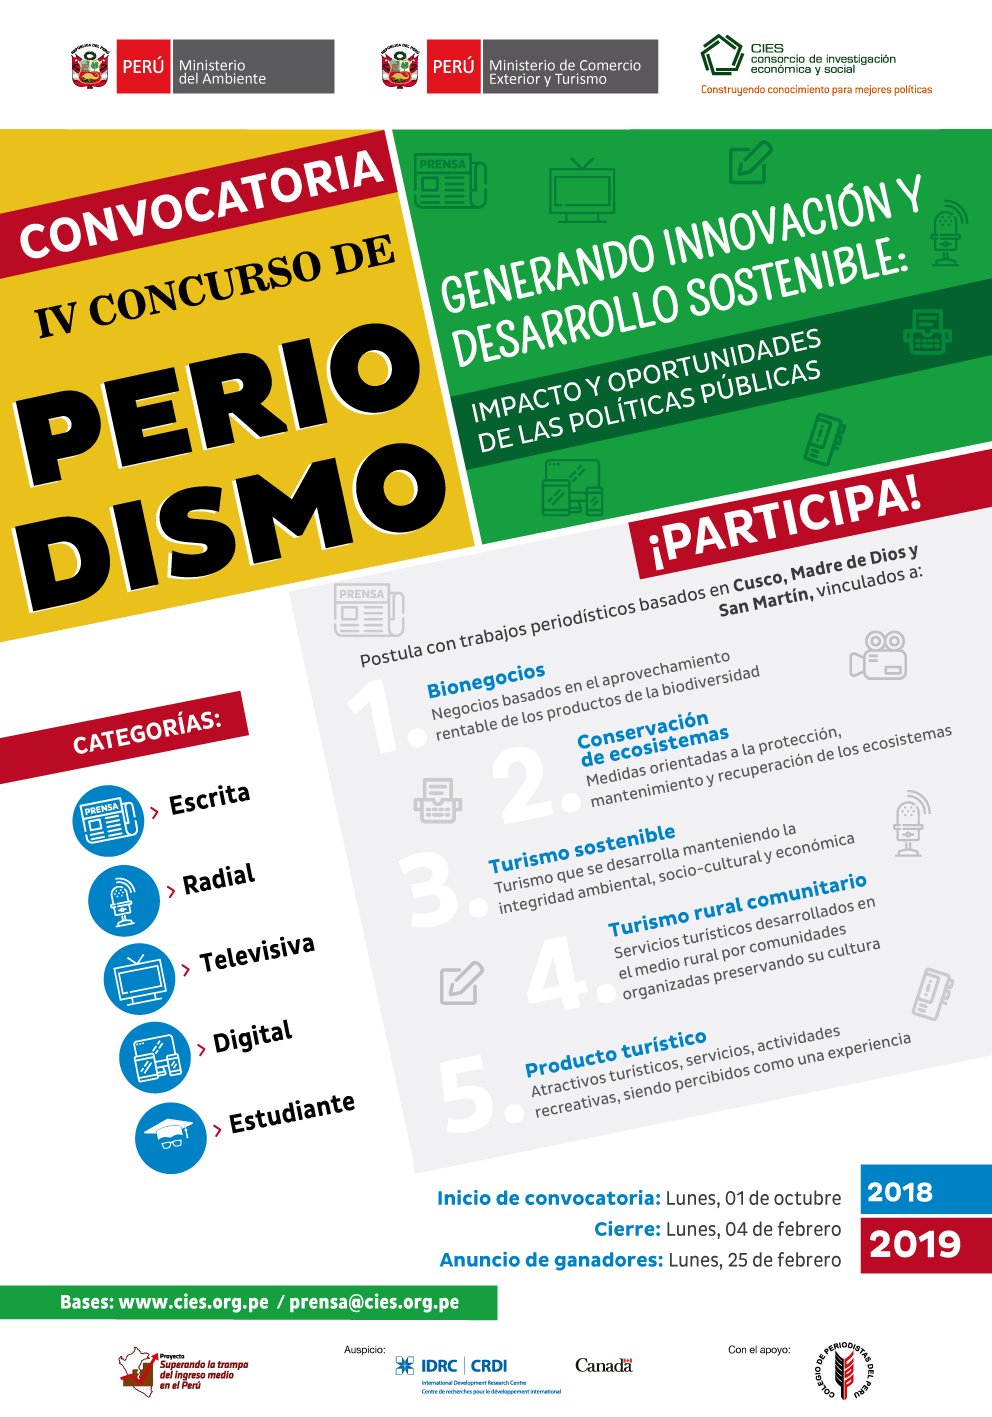 PERÚ
Ministerio
del Ambiente
PERÚ
Ministerio de Comercio
Exterior y Turismo
CIES
consorcio de investigación
económica y social
Construyendo conocimiento para mejores políticas
CONVOCATORIA
IV CONCURSO DE
PERIO
DISMO
PRENSA
GENERANDO INNOVACIÓN Y
DESARROLLO SOSTENIBLE:
IMPACTO Y OPORTUNIDADES
DE LAS POLÍTICAS PÚBLICAS
¡PARTICIPA!
PRENSA
Postula con trabajos periodísticos basados en Cusco, Madre de Dios y
San Martín, vinculados a:
1.
Bionegocios
Negocios basados en el aprovechamiento
rentable de los productos de la biodiversidad
2.
Conservación
de ecosistemas
Medidas orientadas a la protección,
mantenimiento y recuperación de los ecosistemas
3.
Turismo sostenible
Turismo que se desarrolla manteniendo la
integridad ambiental, socio-cultural y económica
4.
Turismo rural comunitario
Servicios turísticos desarrollados en
el medio rural por comunidades
organizadas preservando su cultura
5.
Producto turístico
Atractivos turísticos, servicios, actividades
recreativas, siendo percibidos como una experiencia
CATEGORÍAS:
PRENSA
> Escrita
> Radial
> Televisiva
> Digital
> Estudiante
Inicio de convocatoria: Lunes, 01 de octubre 2018
Cierre: Lunes, 04 de febrero
Anuncio de ganadores: Lunes, 25 de febrero
2019
Bases: www.cies.org.pe / prensa@cies.org.pe
Proyecto
Superando la trampa
del ingreso medio
en el Perú
Auspicio:
IDRC | CRDI
International Development Research Centre
Centre de recherches pour le développement international
Canada
Con el apoyo:
COLEGIO DE PERIODISTAS DEL PERU